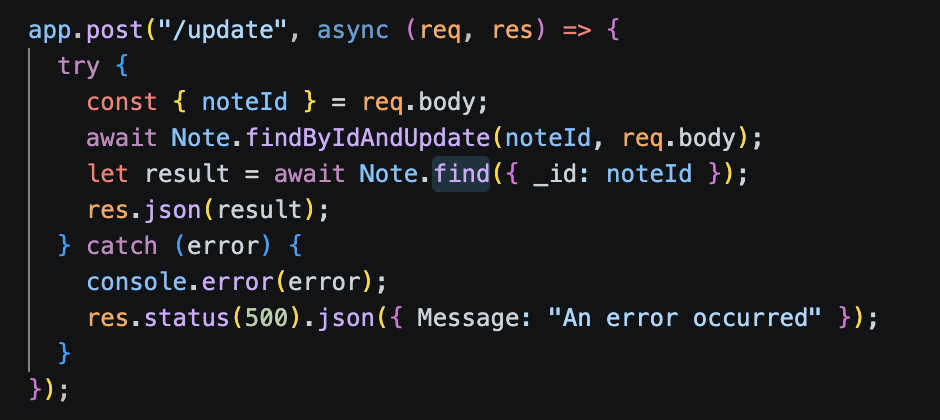 app.post("/update", async (req, res) => {
  try {
    const { noteId } = req.body;
    await Note.findByIdAndUpdate(noteId, req.body);
    let result = await Note.find({ _id: noteId });
    res.json(result);
  } catch (error) {
    console.error(error);
    res.status(500).json({ Message: "An error occurred" });
  }
});